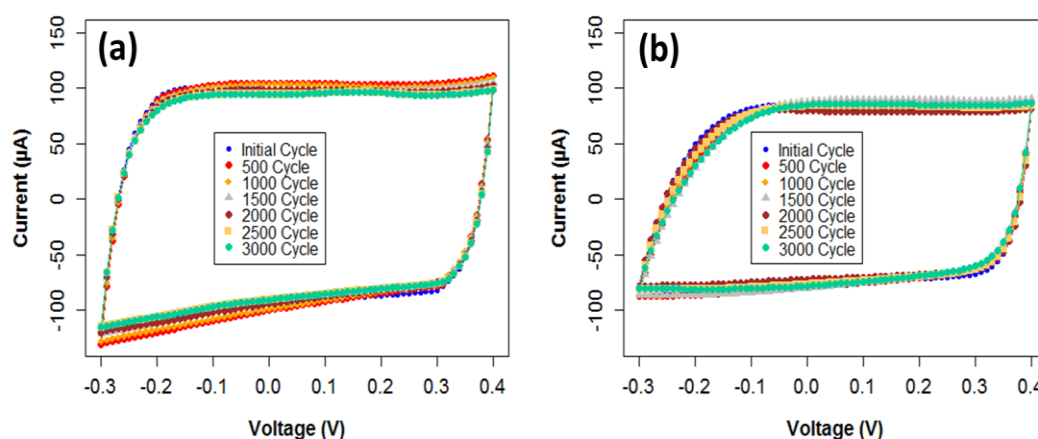 (a)
150
100
50
0
-50
-100
Current (µA)
Initial Cycle
500 Cycle
1000 Cycle
1500 Cycle
2000 Cycle
2500 Cycle
3000 Cycle
-0.3 -0.2 -0.1 0.0 0.1 0.2 0.3 0.4
Voltage (V)
(b)
150
100
50
0
-50
-100
Current (µA)
Initial Cycle
500 Cycle
1000 Cycle
1500 Cycle
2000 Cycle
2500 Cycle
3000 Cycle
-0.3 -0.2 -0.1 0.0 0.1 0.2 0.3 0.4
Voltage (V)